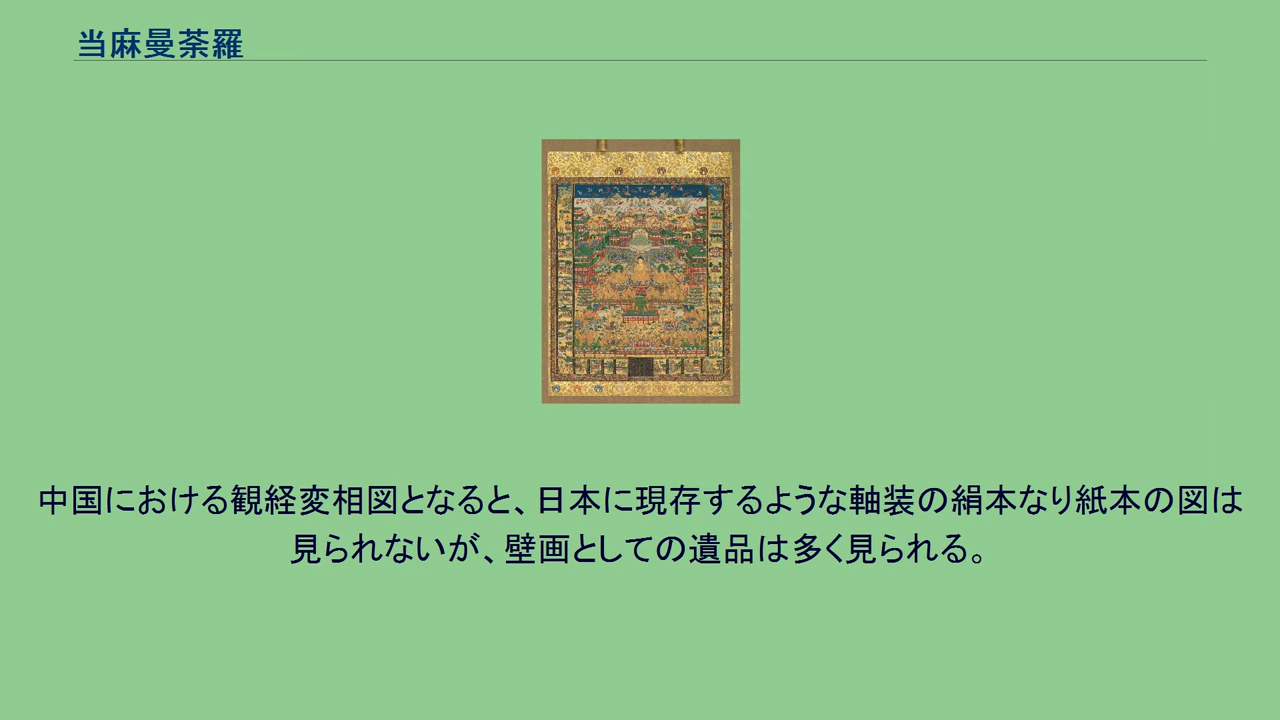 当麻曼荼羅
中国における観経変相図となると、日本に現存するような軸装の絹本なり紙本の図は
見られないが、壁画としての遺品は多く見られる。